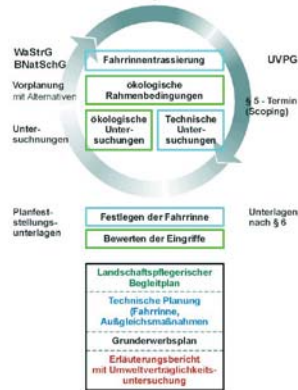 WaStrG
BNatSchG
Fahrrinnentrassierung
UVPG
Vorplanung
mit Alternativen
ökologische
Rahmenbedingungen
§ 5 - Termin
(Scoping)
Unter-
suchnungen
ökologische
Unter-
suchungen
Technische
Unter-
suchungen
Planfest-
stellungs-
unterlagen
Festlegen der Fahrrinne
Bewerten der Eingriffe
Unterlagen
nach § 6
Landschaftspflegerischer
Begleitplan
Technische Planung
(Fahrrinne,
Außgleichsmaßnahmen
Grunderwerbsplan
Erläuterungsbericht
mit Umweltverträglichkeits-
untersuchung